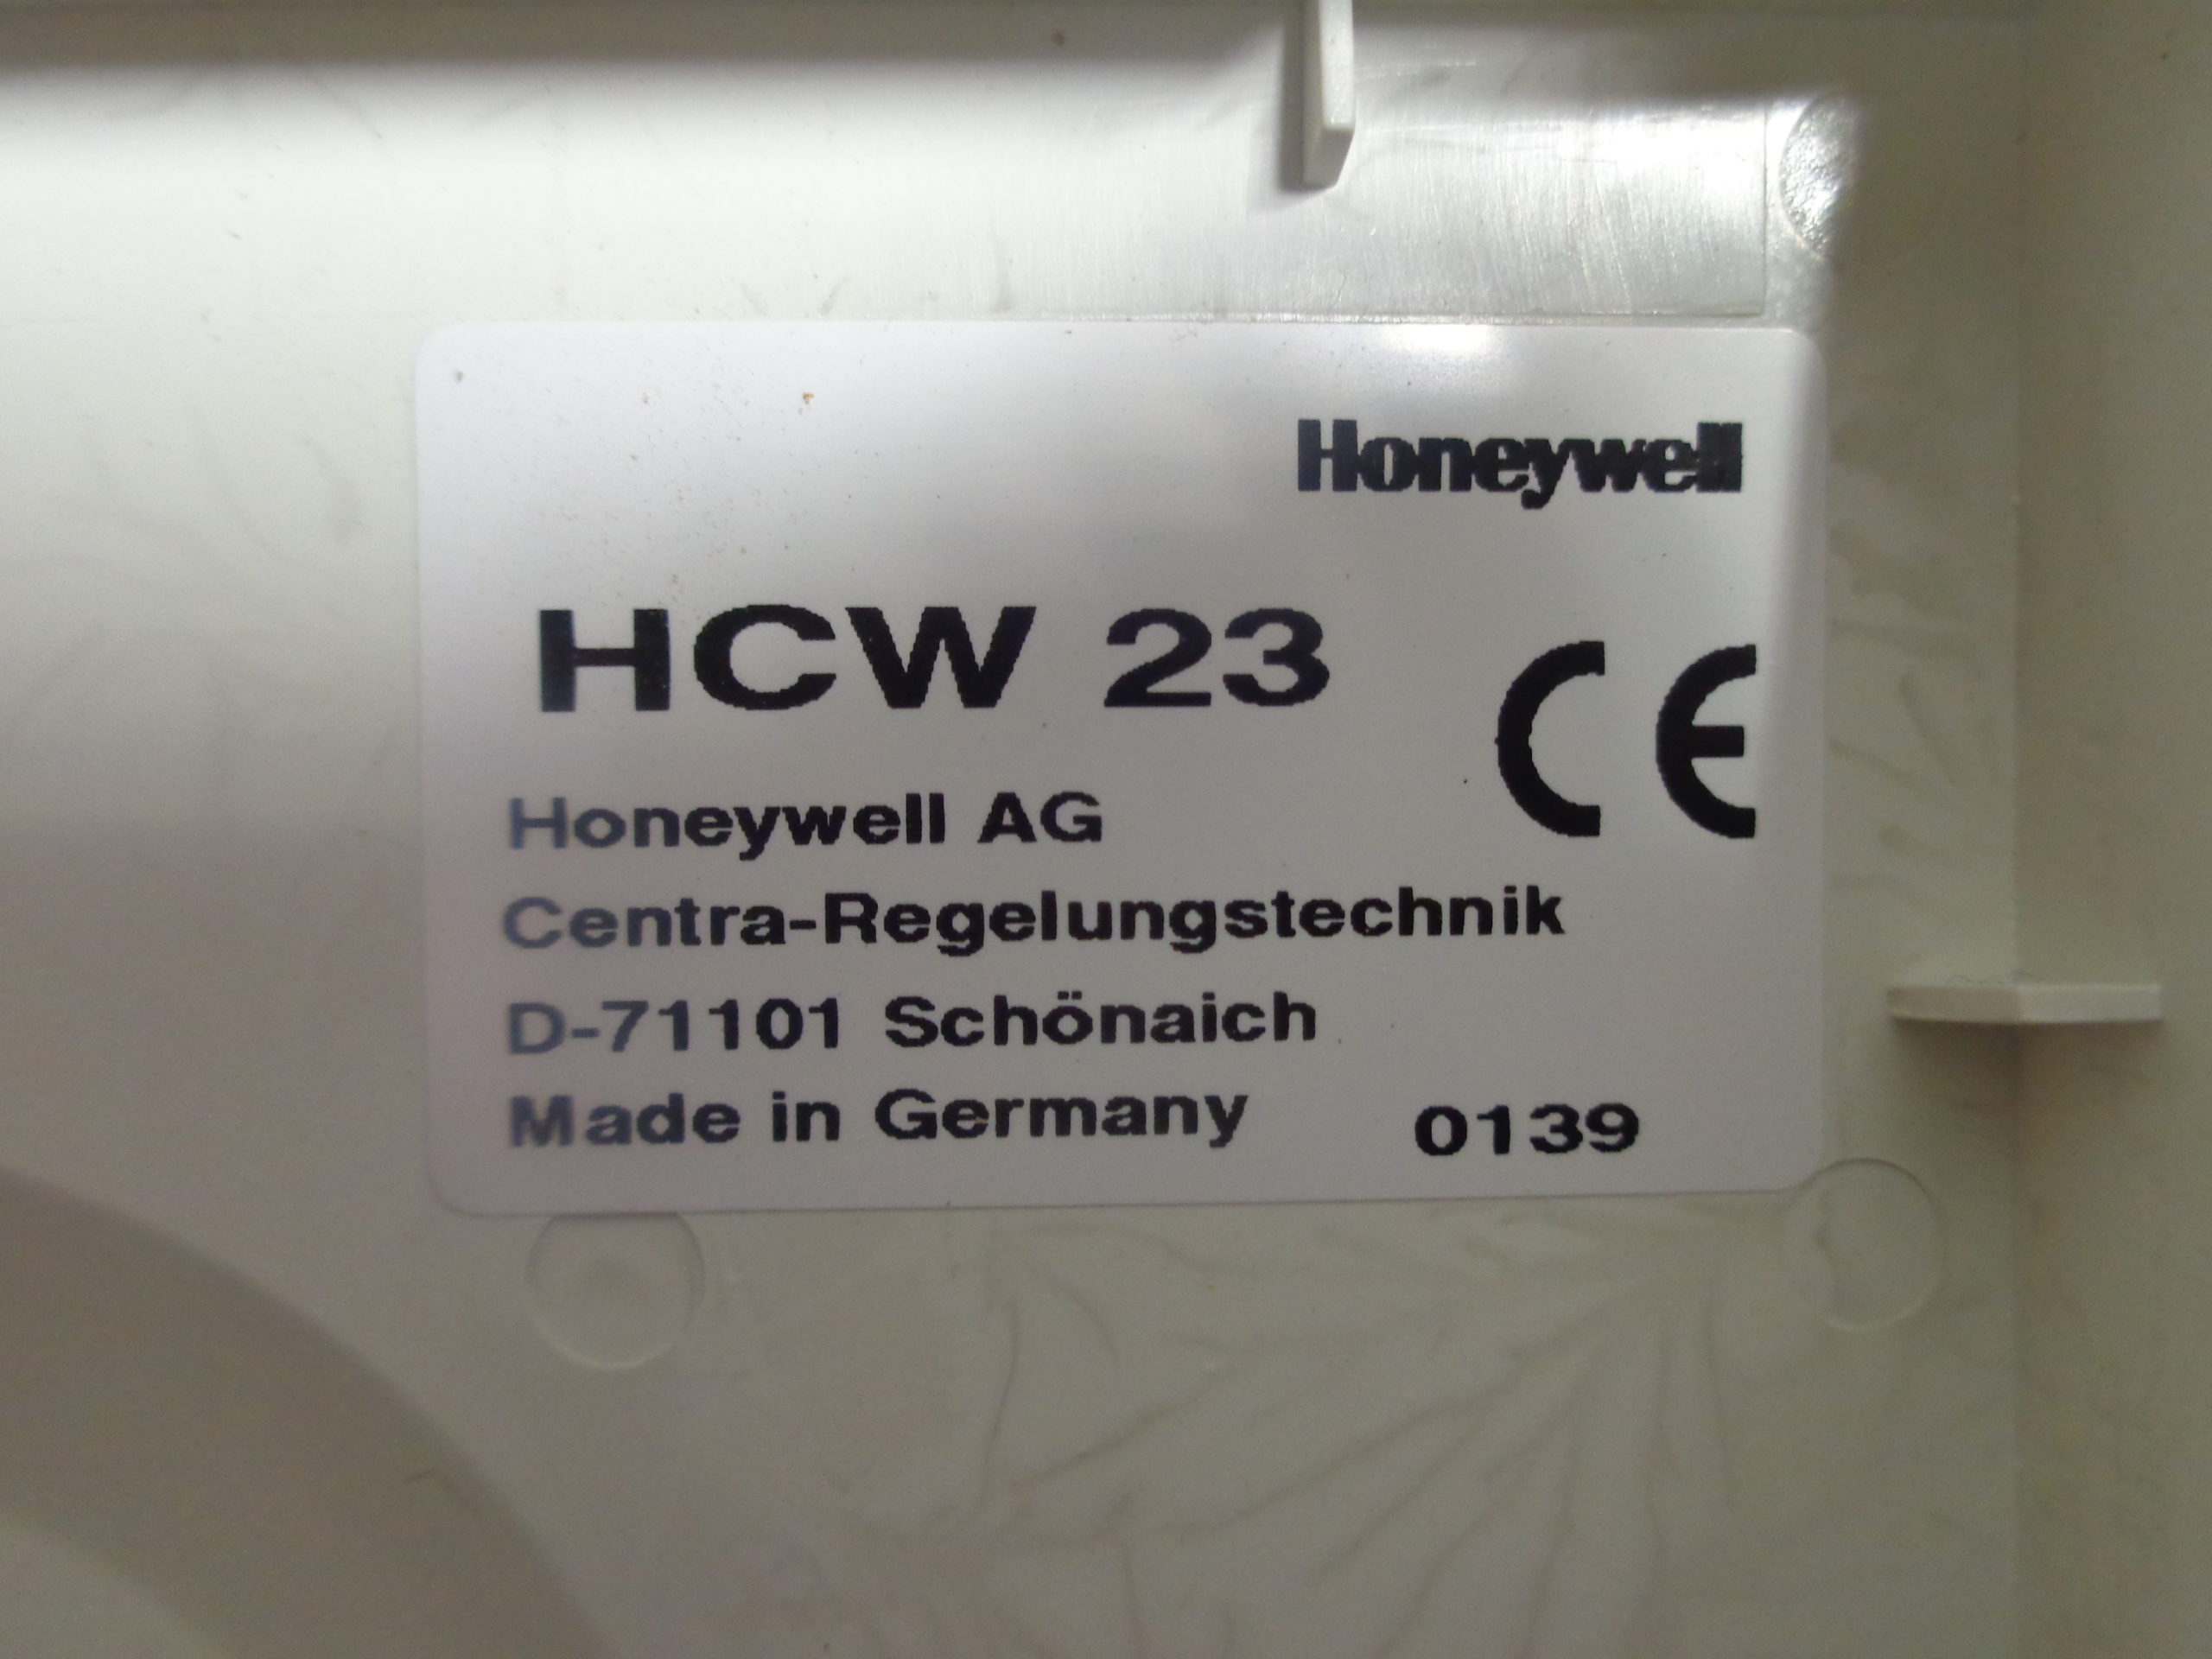 Honeywell
HCW 23
CE
Honeywell AG
Centra-Regelungstechnik
D-71101 Schönaich
Made in Germany 0139